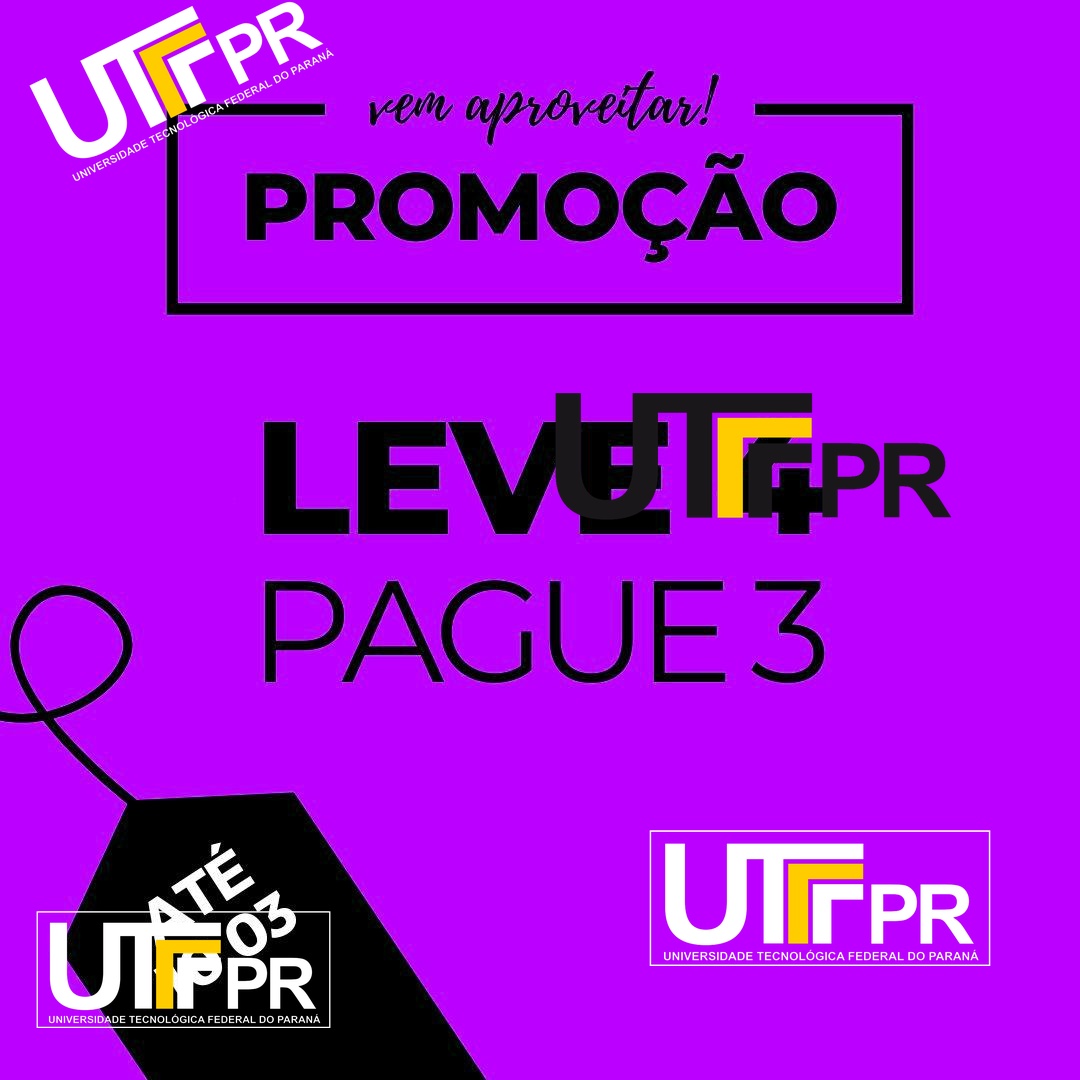 UTFPR
UNIVERSIDADE TECNOLÓGICA FEDERAL DO PARANÁ
vem aproveitar!
PROMOÇÃO
LEVE 4
UTFPR
PAGUE 3
ATÉ
03
UTFPR
UNIVERSIDADE TECNOLÓGICA FEDERAL DO PARANÁ
UTFPR
UNIVERSIDADE TECNOLÓGICA FEDERAL DO PARANÁ